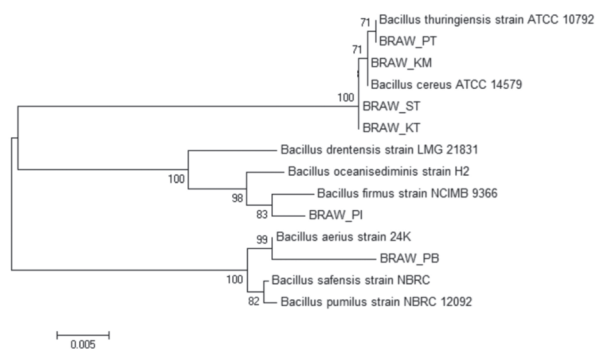 71 Bacillus thuringiensis strain ATCC 10792
BRAW_PT
71
BRAW_KM
Bacillus cereus ATCC 14579
100
BRAW_ST
BRAW_KT
Bacillus drentensis strain LMG 21831
100
Bacillus oceanisediminis strain H2
98
Bacillus firmus strain NCIMB 9366
83
BRAW_PI
99 Bacillus aerius strain 24K
BRAW_PB
100
Bacillus safensis strain NBRC
82
Bacillus pumilus strain NBRC 12092
0.005